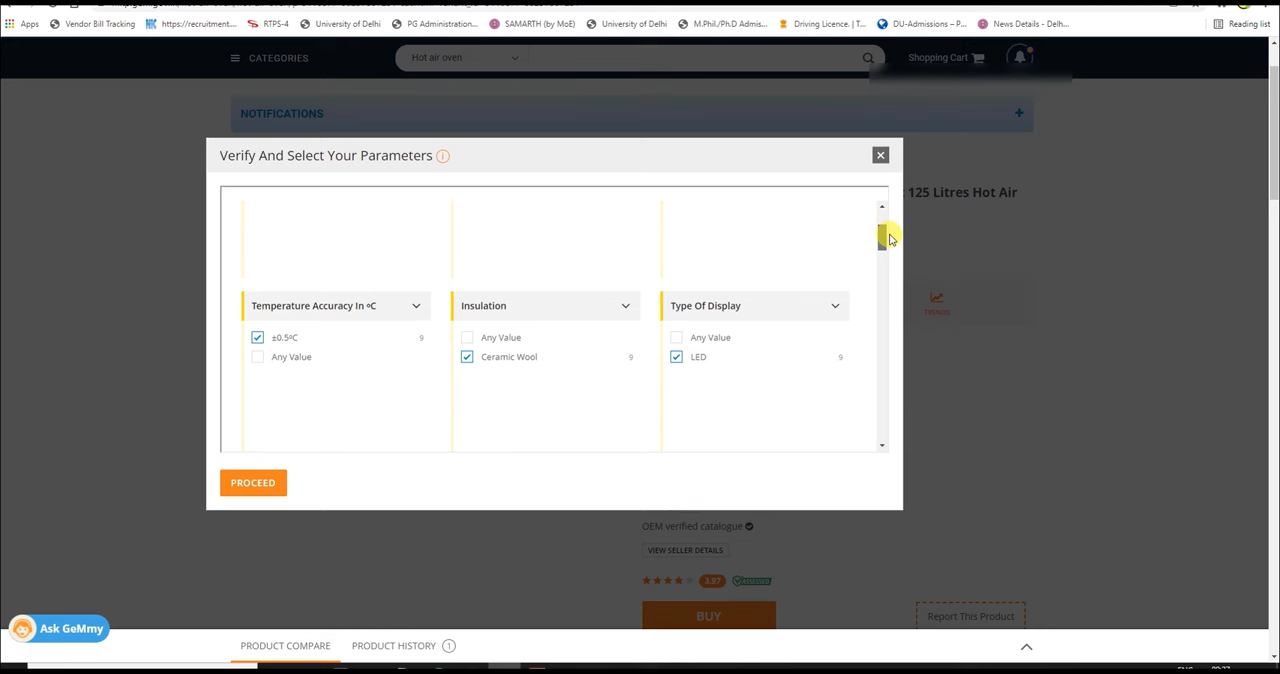 Apps Vendor Bill Tracking https://recruitment.... RTPS-4 University of Delhi PG Administration... SAMARTH (by MoE) University of Delhi M.Phil/Ph.D Admis... Driving Licence. | T... DU-Admissions – P... News Details - Delh... Reading list
CATEGORIES Hot air oven Shopping Cart
NOTIFICATIONS +
Verify And Select Your Parameters
125 Litres Hot Air
Temperature Accuracy In ºC Insulation Type Of Display
±0.5ºC 9 Any Value Any Value
Any Value Ceramic Wool 9 LED 9
TRENDS
PROCEED
OEM verified catalogue
VIEW SELLER DETAILS
3.97
BUY Report This Product
Ask GeMmy
PRODUCT COMPARE PRODUCT HISTORY 1